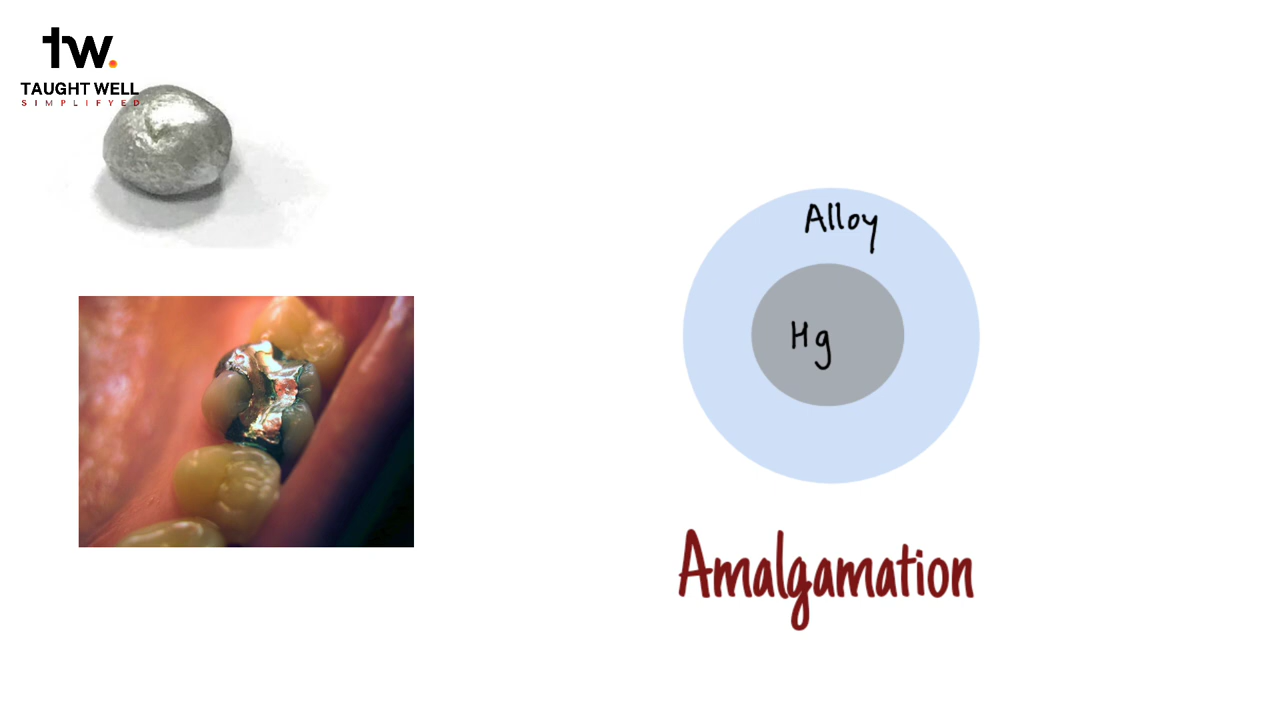 tw.
TAUGHT WELL
SIMPLIFYED
Alloy
Hg
Amalgamation